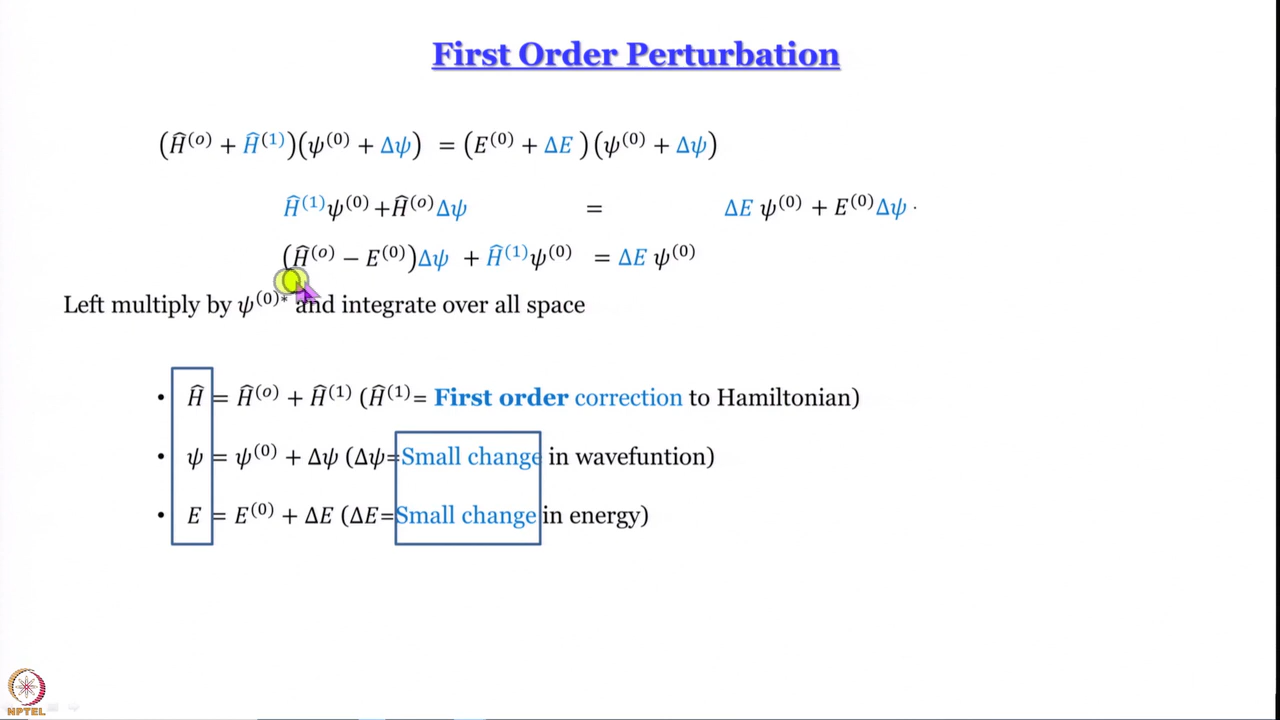 First Order Perturbation
(Ĥ⁽ᵒ⁾ + Ĥ⁽¹⁾)(ψ⁽⁰⁾ + Δψ) = (E⁽⁰⁾ + ΔE )(ψ⁽⁰⁾ + Δψ)
Ĥ⁽¹⁾ψ⁽⁰⁾+Ĥ⁽ᵒ⁾Δψ = ΔE ψ⁽⁰⁾ + E⁽⁰⁾Δψ .
(Ĥ⁽ᵒ⁾ − E⁽⁰⁾)Δψ + Ĥ⁽¹⁾ψ⁽⁰⁾ = ΔE ψ⁽⁰⁾
Left multiply by ψ⁽⁰⁾* and integrate over all space
• Ĥ = Ĥ⁽ᵒ⁾ + Ĥ⁽¹⁾ (Ĥ⁽¹⁾= First order correction to Hamiltonian)
• ψ = ψ⁽⁰⁾ + Δψ (Δψ=Small change in wavefuntion)
• E = E⁽⁰⁾ + ΔE (ΔE=Small change in energy)
NPTEL